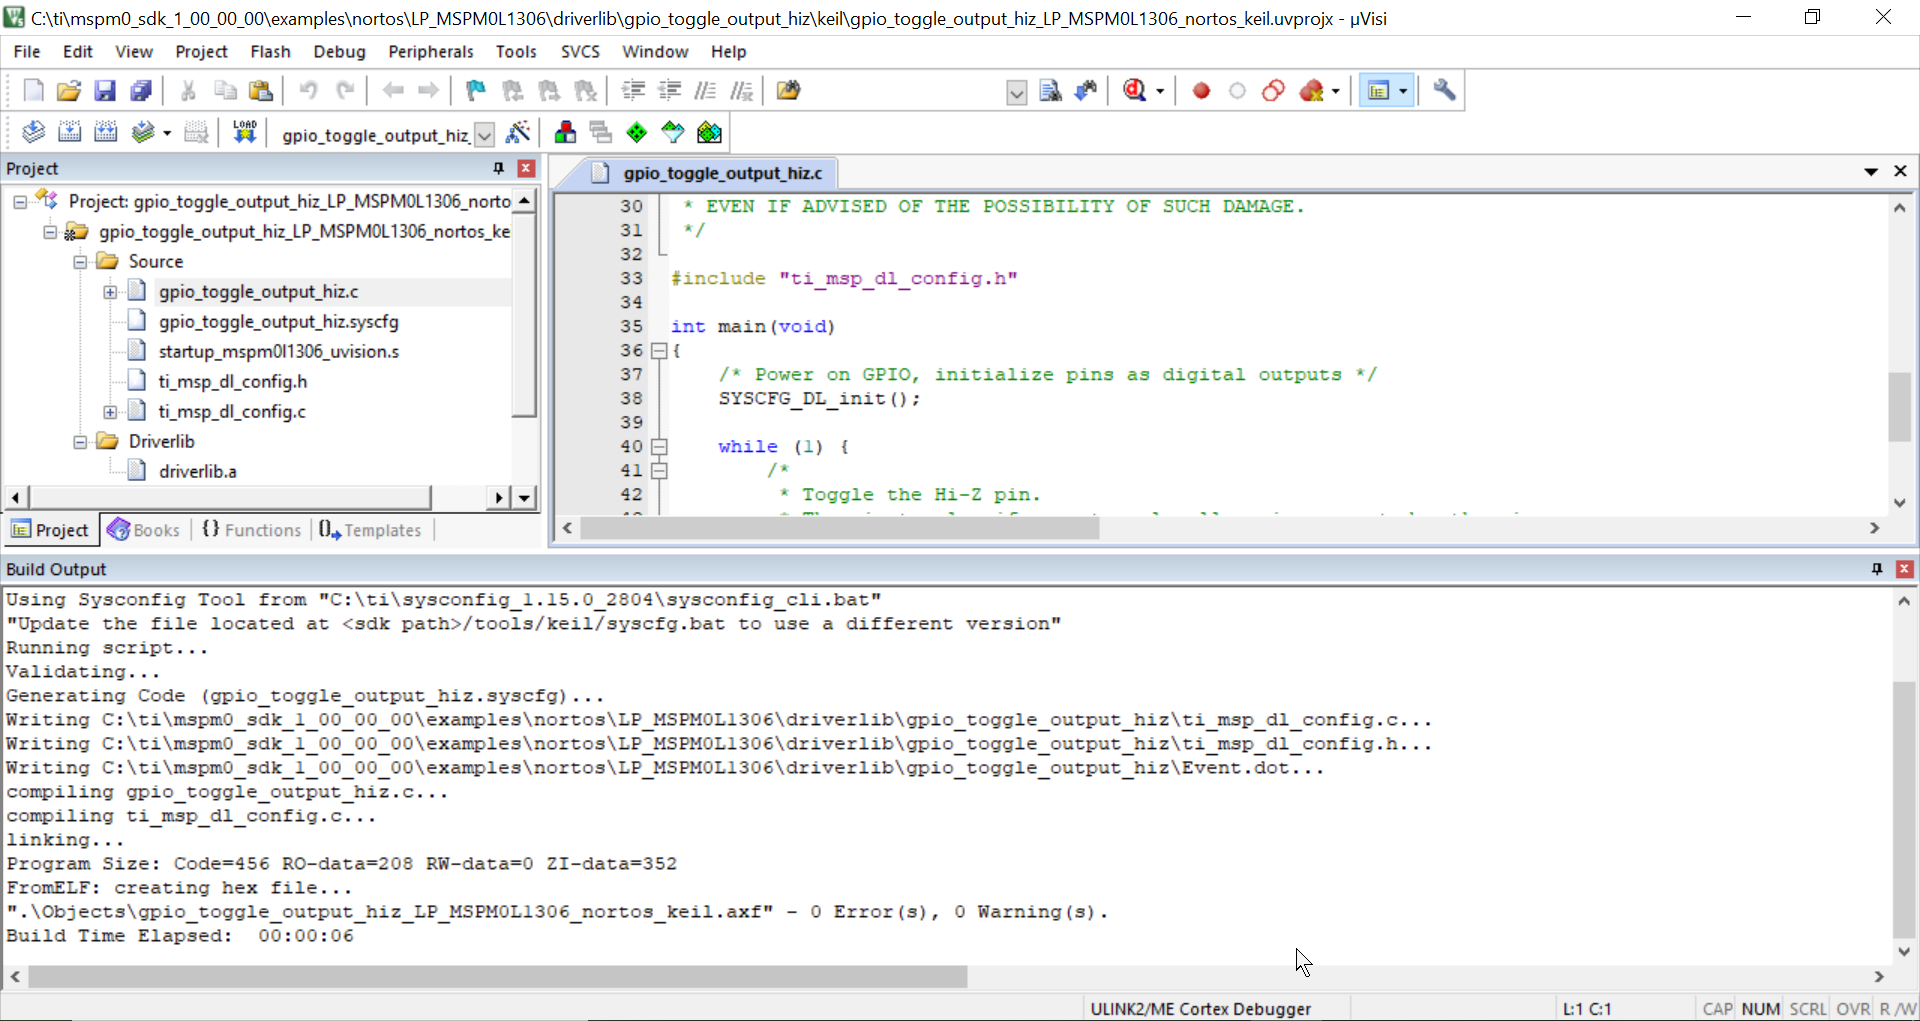 C:\ti\mspm0_sdk_1_00_00_00\examples\nortos\LP_MSPM0L1306\driverlib\gpio_toggle_output_hiz\keil\gpio_toggle_output_hiz_LP_MSPM0L1306_nortos_keil.uvprojx - µVisi
File Edit View Project Flash Debug Peripherals Tools SVCS Window Help
LOAD
gpio_toggle_output_hiz_
Project
gpio_toggle_output_hiz.c
Project: gpio_toggle_output_hiz_LP_MSPM0L1306_norto
gpio_toggle_output_hiz_LP_MSPM0L1306_nortos_ke
Source
gpio_toggle_output_hiz.c
gpio_toggle_output_hiz.syscfg
startup_mspm0l1306_uvision.s
ti_msp_dl_config.h
ti_msp_dl_config.c
Driverlib
driverlib.a
Project Books {} Functions Templates
30 * EVEN IF ADVISED OF THE POSSIBILITY OF SUCH DAMAGE.
31 */
32
33 #include "ti_msp_dl_config.h"
34
35 int main(void)
36 {
37 /* Power on GPIO, initialize pins as digital outputs */
38 SYSCFG_DL_init();
39
40 while (1) {
41 /*
42 * Toggle the Hi-Z pin.
Build Output
Using Sysconfig Tool from "C:\ti\sysconfig_1.15.0_2804\sysconfig_cli.bat"
"Update the file located at <sdk path>/tools/keil/syscfg.bat to use a different version"
Running script...
Validating...
Generating Code (gpio_toggle_output_hiz.syscfg)...
Writing C:\ti\mspm0_sdk_1_00_00_00\examples\nortos\LP_MSPM0L1306\driverlib\gpio_toggle_output_hiz\ti_msp_dl_config.c...
Writing C:\ti\mspm0_sdk_1_00_00_00\examples\nortos\LP_MSPM0L1306\driverlib\gpio_toggle_output_hiz\ti_msp_dl_config.h...
Writing C:\ti\mspm0_sdk_1_00_00_00\examples\nortos\LP_MSPM0L1306\driverlib\gpio_toggle_output_hiz\Event.dot...
compiling gpio_toggle_output_hiz.c...
compiling ti_msp_dl_config.c...
linking...
Program Size: Code=456 RO-data=208 RW-data=0 ZI-data=352
FromELF: creating hex file...
".\Objects\gpio_toggle_output_hiz_LP_MSPM0L1306_nortos_keil.axf" - 0 Error(s), 0 Warning(s).
Build Time Elapsed: 00:00:06
ULINK2/ME Cortex Debugger L:1 C:1 CAP NUM SCRL OVR R/W